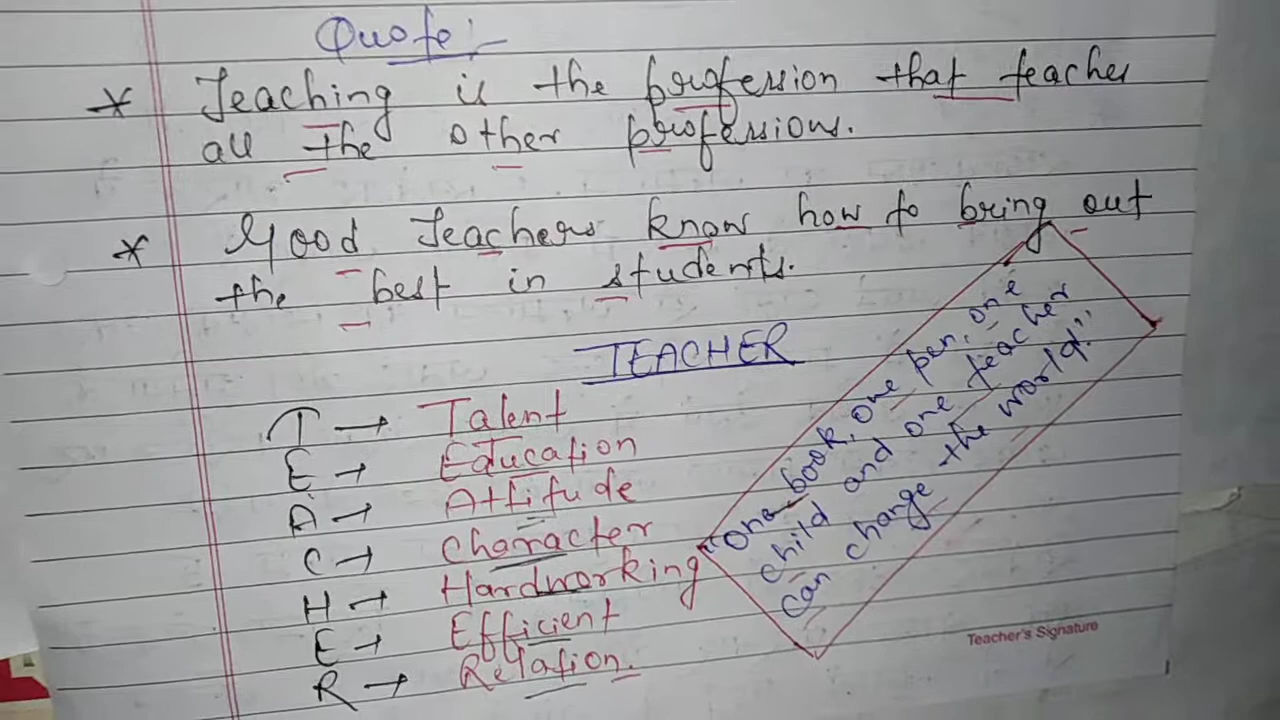 Quote :-
* Teaching is the profession that teaches
all the other professions.
* Good Teachers know how to bring out
the best in students.
TEACHER
T → Talent
E → Education
A → Attitude
C → Character
H → Hardworking
E → Efficient
R → Relation.
"One book, one pen, one
child and one teacher
can change the world."
Teacher's Signature